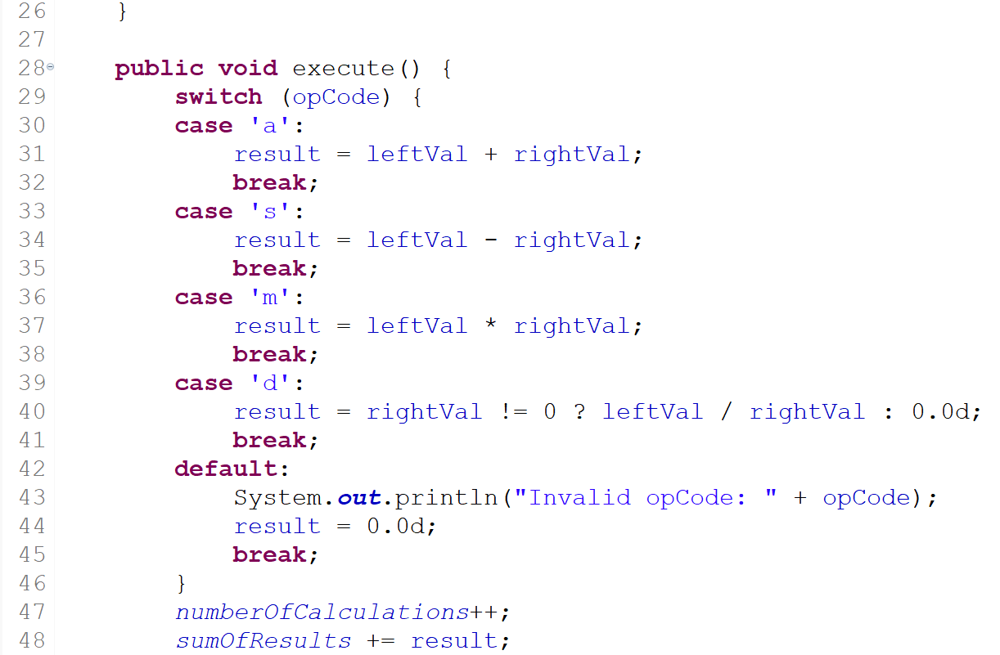 26     }
27
28     public void execute() {
29         switch (opCode) {
30         case 'a':
31             result = leftVal + rightVal;
32             break;
33         case 's':
34             result = leftVal - rightVal;
35             break;
36         case 'm':
37             result = leftVal * rightVal;
38             break;
39         case 'd':
40             result = rightVal != 0 ? leftVal / rightVal : 0.0d;
41             break;
42         default:
43             System.out.println("Invalid opCode: " + opCode);
44             result = 0.0d;
45             break;
46         }
47         numberOfCalculations++;
48         sumOfResults += result;